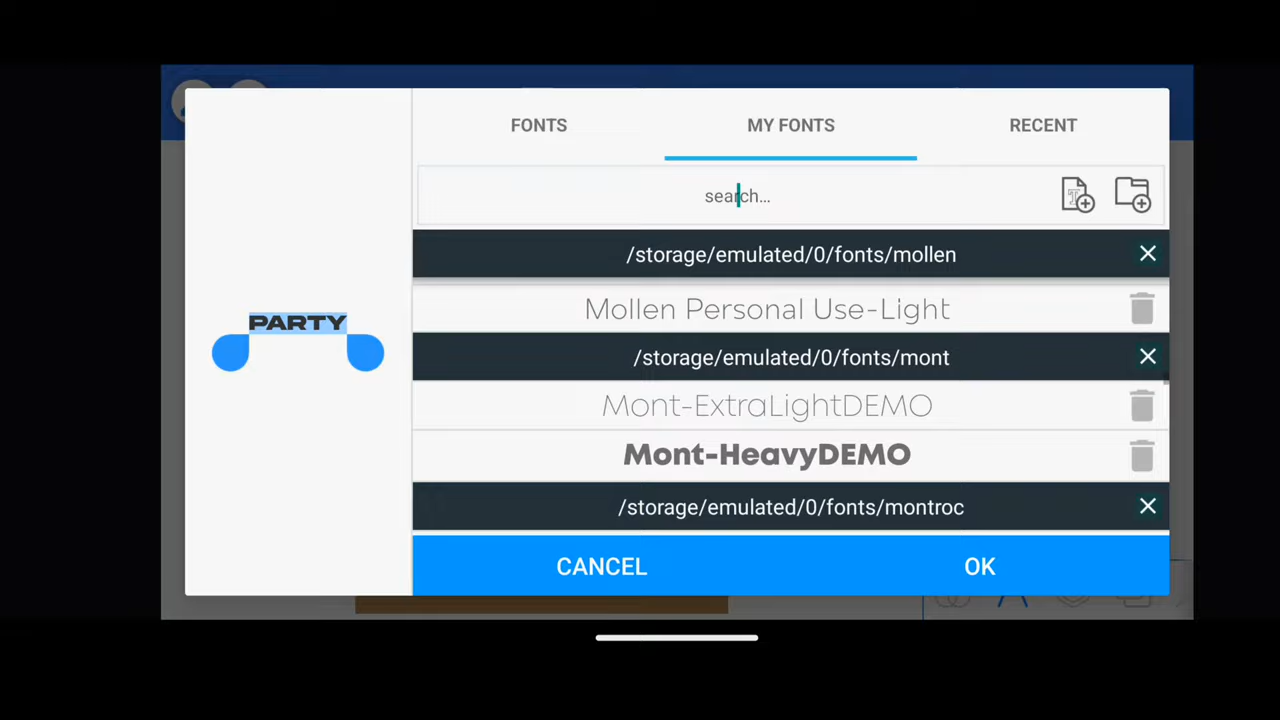 FONTS
MY FONTS
RECENT
search...
/storage/emulated/0/fonts/mollen
Mollen Personal Use-Light
PARTY
/storage/emulated/0/fonts/mont
Mont-ExtraLightDEMO
Mont-HeavyDEMO
/storage/emulated/0/fonts/montroc
CANCEL
OK